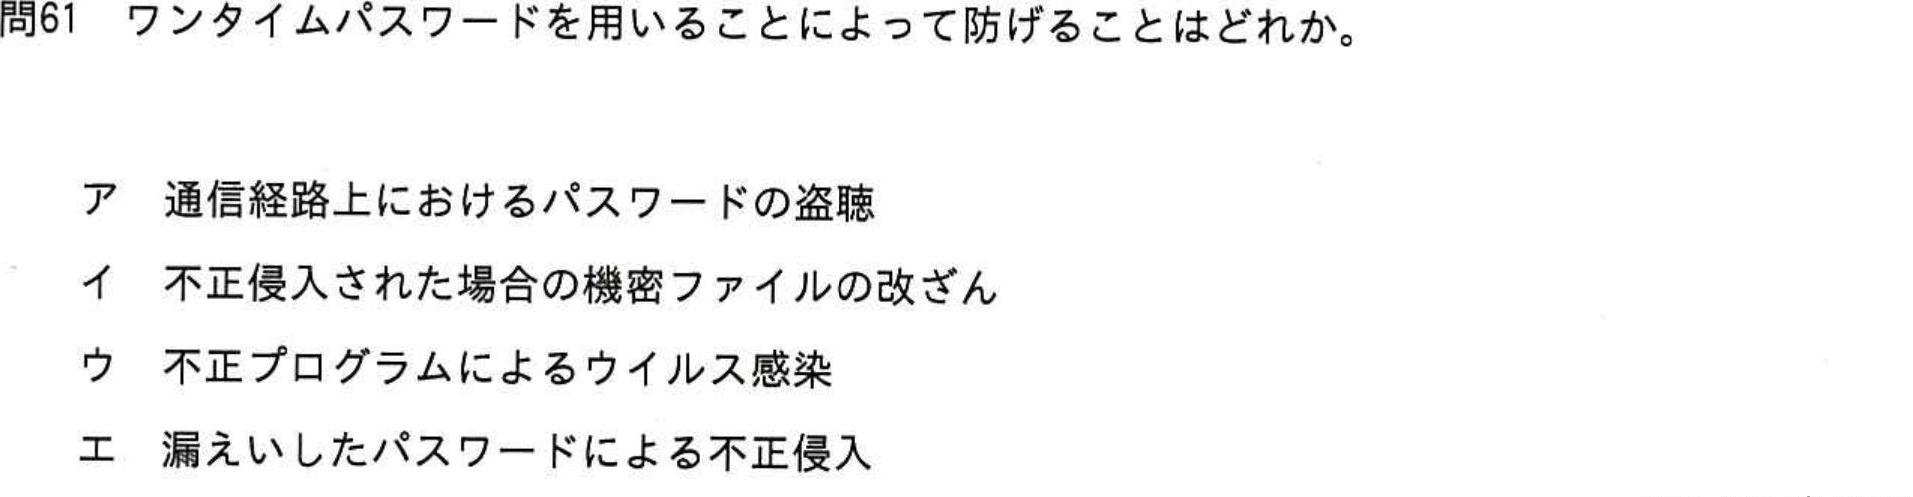 問61　ワンタイムパスワードを用いることによって防げることはどれか。
ア　通信経路上におけるパスワードの盗聴
イ　不正侵入された場合の機密ファイルの改ざん
ウ　不正プログラムによるウイルス感染
エ　漏えいしたパスワードによる不正侵入